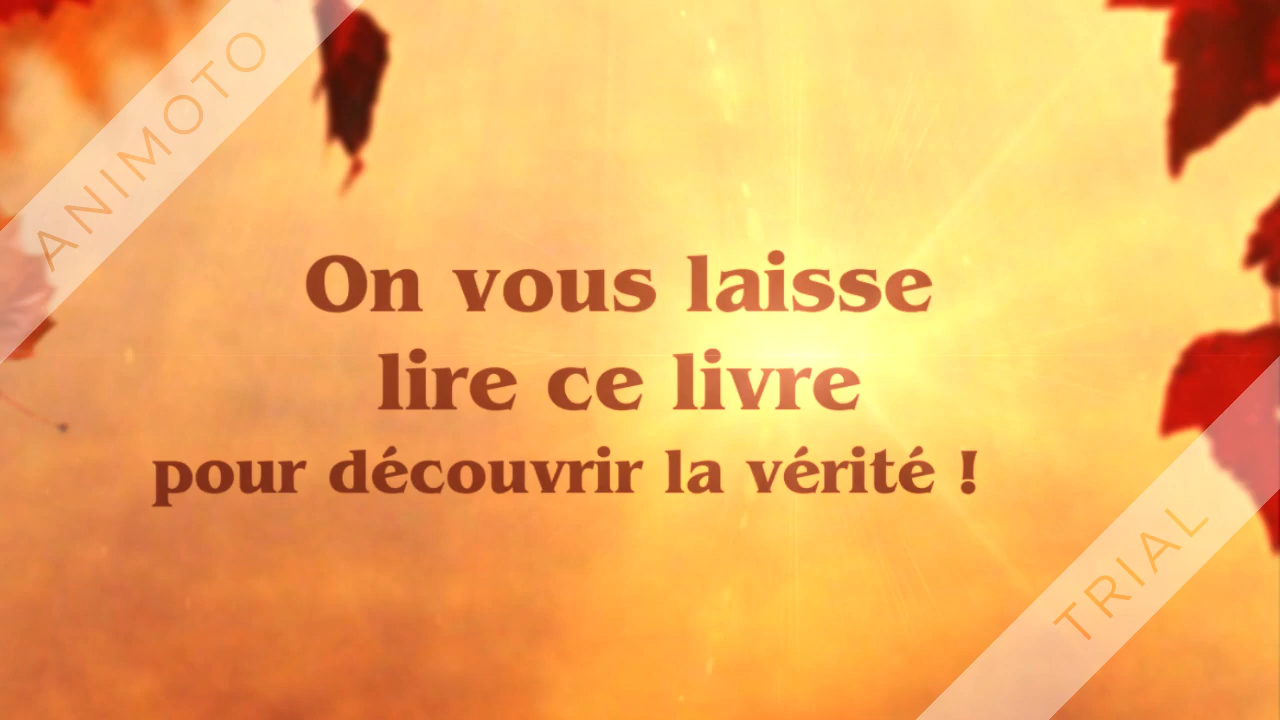 ANIMOTO
On vous laisse
lire ce livre
pour découvrir la vérité !
TRIAL